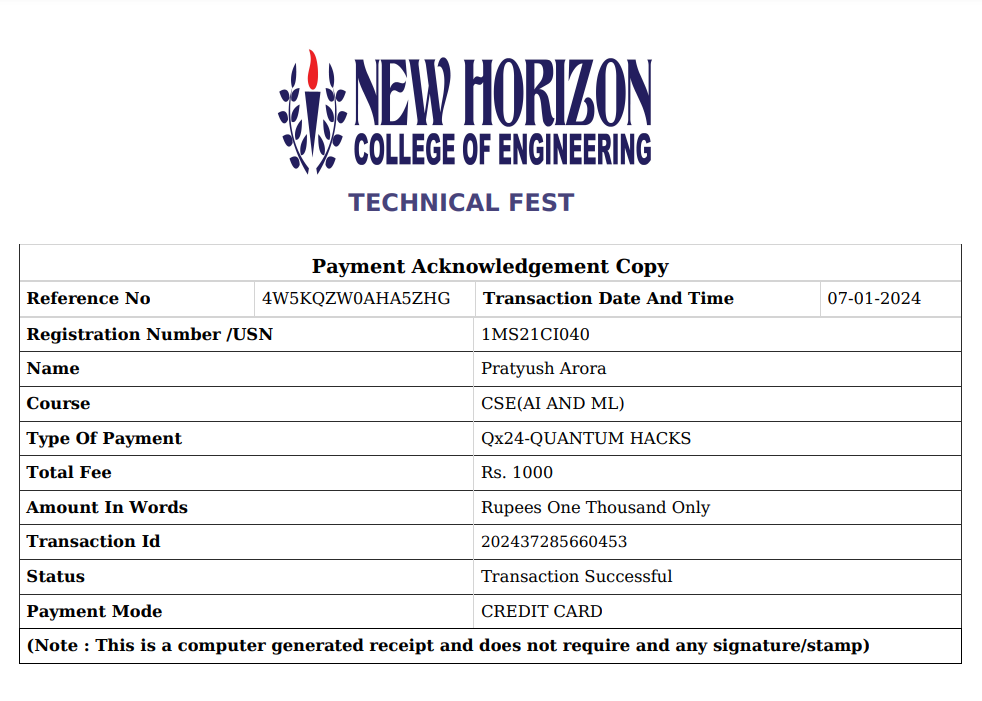 NEW HORIZON
COLLEGE OF ENGINEERING
TECHNICAL FEST
Payment Acknowledgement Copy
Reference No 4W5KQZW0AHA5ZHG Transaction Date And Time 07-01-2024
Registration Number /USN 1MS21CI040
Name Pratyush Arora
Course CSE(AI AND ML)
Type Of Payment Qx24-QUANTUM HACKS
Total Fee Rs. 1000
Amount In Words Rupees One Thousand Only
Transaction Id 202437285660453
Status Transaction Successful
Payment Mode CREDIT CARD
(Note : This is a computer generated receipt and does not require and any signature/stamp)